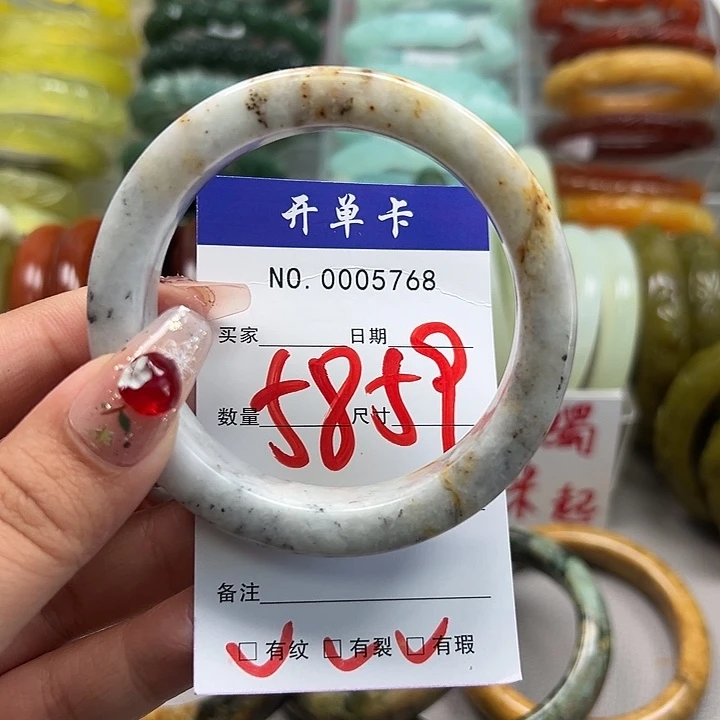 开单卡
NO. 0005768
买家 日期
5859
数量 尺寸
备注
☐ 有纹 ☐ 有裂 ☐ 有瑕